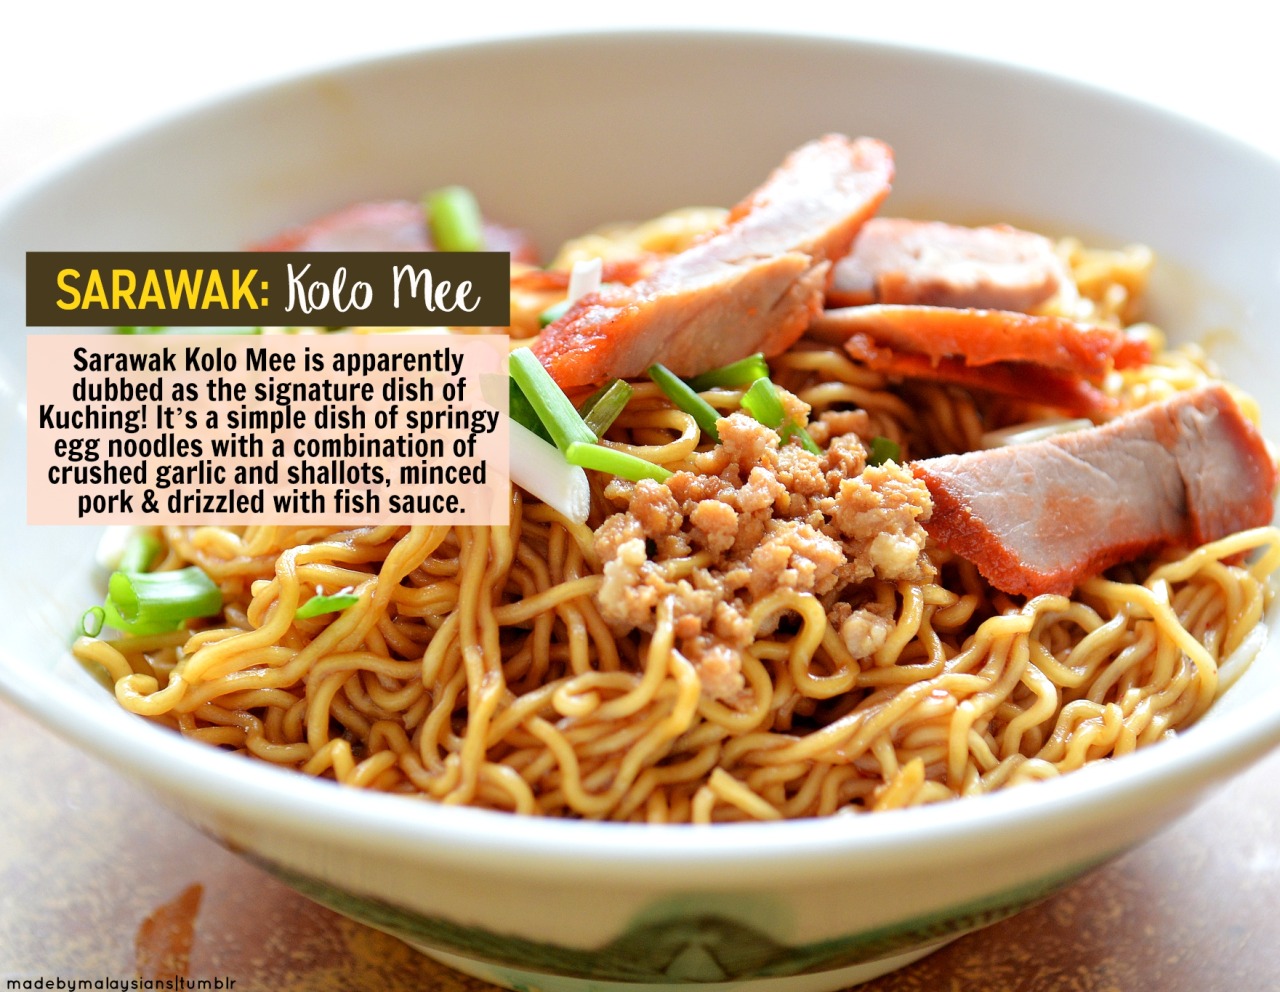 SARAWAK: Kolo Mee
Sarawak Kolo Mee is apparently
dubbed as the signature dish of
Kuching! It’s a simple dish of springy
egg noodles with a combination of
crushed garlic and shallots, minced
pork & drizzled with fish sauce.
madebymalaysians|tumblr